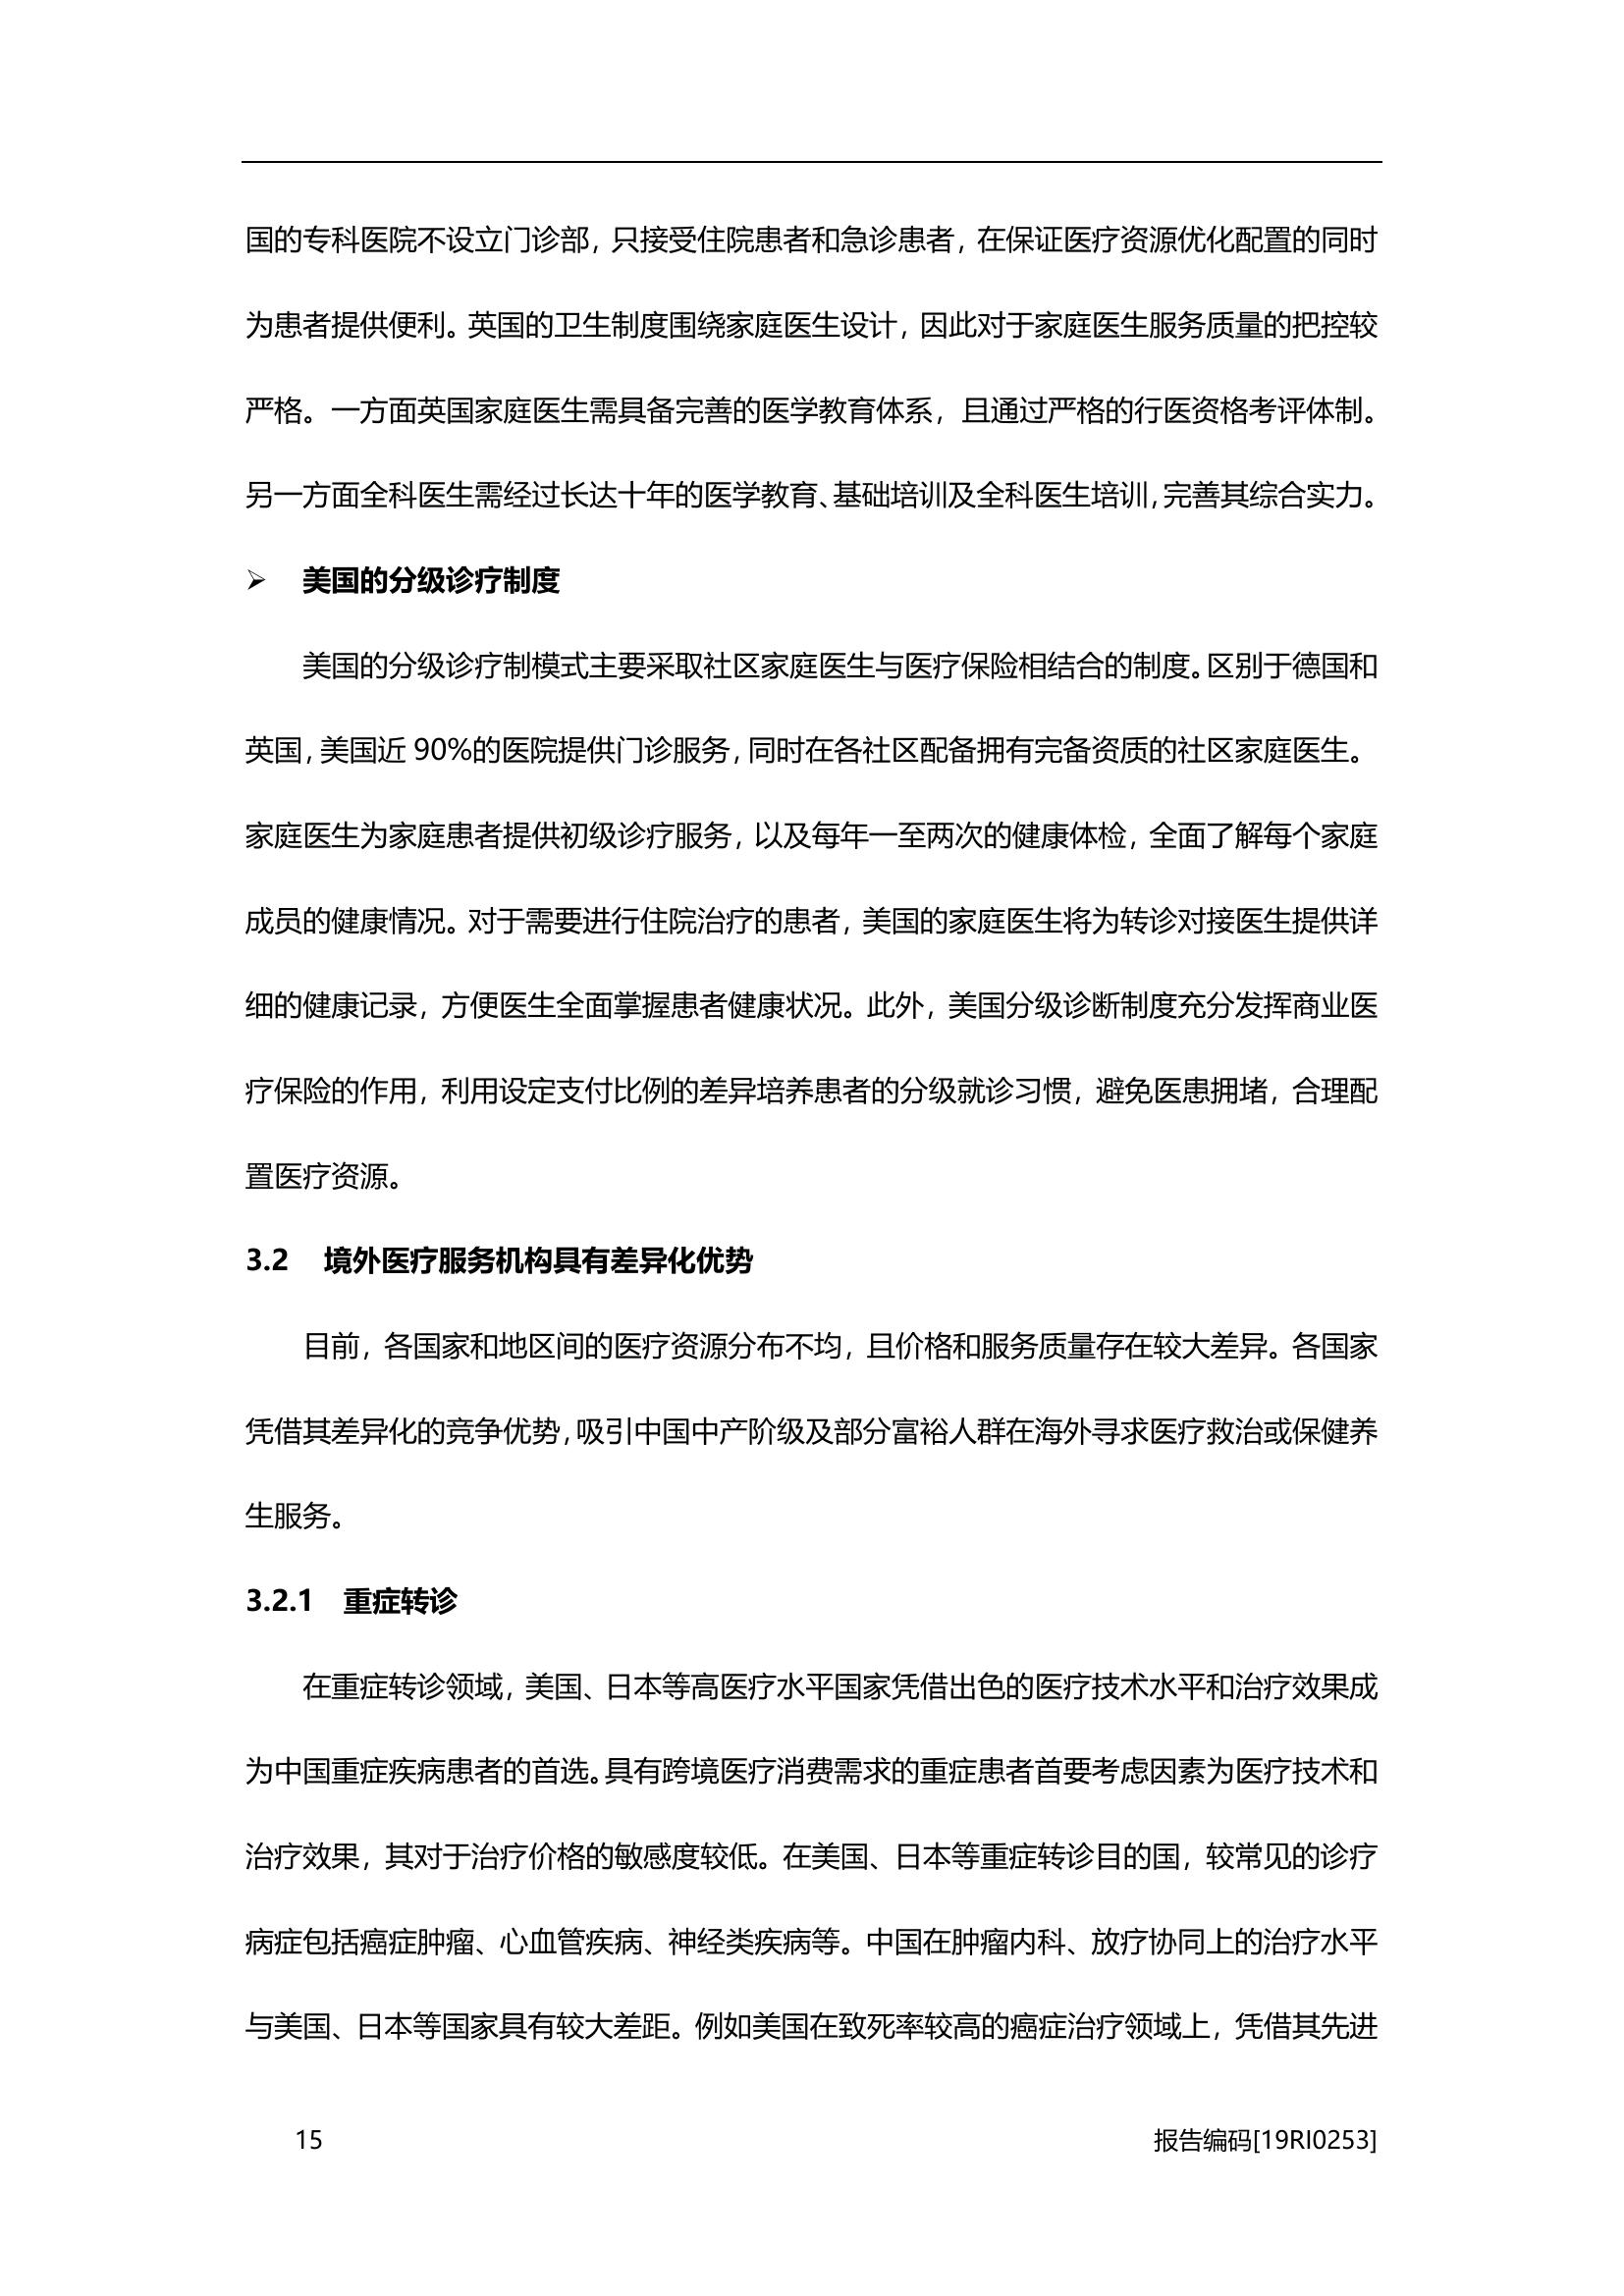 国的专科医院不设立门诊部，只接受住院患者和急诊患者，在保证医疗资源优化配置的同时
为患者提供便利。英国的卫生制度围绕家庭医生设计，因此对于家庭医生服务质量的把控较
严格。一方面英国家庭医生需具备完善的医学教育体系，且通过严格的行医资格考评体制。
另一方面全科医生需经过长达十年的医学教育、基础培训及全科医生培训，完善其综合实力。
➢ 美国的分级诊疗制度
美国的分级诊疗制模式主要采取社区家庭医生与医疗保险相结合的制度。区别于德国和
英国，美国近 90%的医院提供门诊服务，同时在各社区配备拥有完备资质的社区家庭医生。
家庭医生为家庭患者提供初级诊疗服务，以及每年一至两次的健康体检，全面了解每个家庭
成员的健康情况。对于需要进行住院治疗的患者，美国的家庭医生将为转诊对接医生提供详
细的健康记录，方便医生全面掌握患者健康状况。此外，美国分级诊断制度充分发挥商业医
疗保险的作用，利用设定支付比例的差异培养患者的分级就诊习惯，避免医患拥堵，合理配
置医疗资源。
3.2 境外医疗服务机构具有差异化优势
目前，各国家和地区间的医疗资源分布不均，且价格和服务质量存在较大差异。各国家
凭借其差异化的竞争优势，吸引中国中产阶级及部分富裕人群在海外寻求医疗救治或保健养
生服务。
3.2.1 重症转诊
在重症转诊领域，美国、日本等高医疗水平国家凭借出色的医疗技术水平和治疗效果成
为中国重症疾病患者的首选。具有跨境医疗消费需求的重症患者首要考虑因素为医疗技术和
治疗效果，其对于治疗价格的敏感度较低。在美国、日本等重症转诊目的国，较常见的诊疗
病症包括癌症肿瘤、心血管疾病、神经类疾病等。中国在肿瘤内科、放疗协同上的治疗水平
与美国、日本等国家具有较大差距。例如美国在致死率较高的癌症治疗领域上，凭借其先进
15 报告编码[19RI0253]